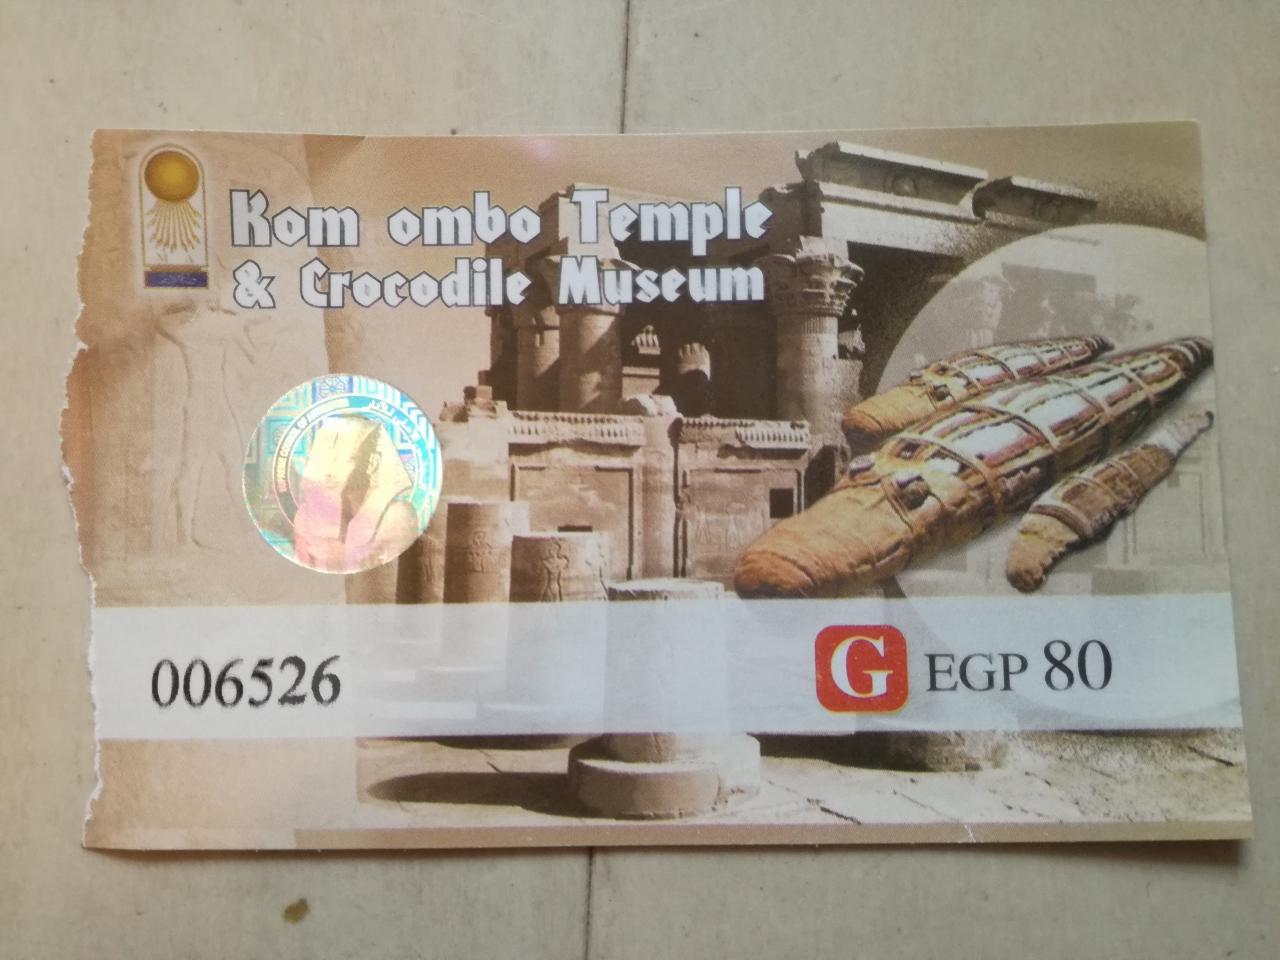 Kom ombo Temple
& Crocodile Museum
006526
G EGP 80